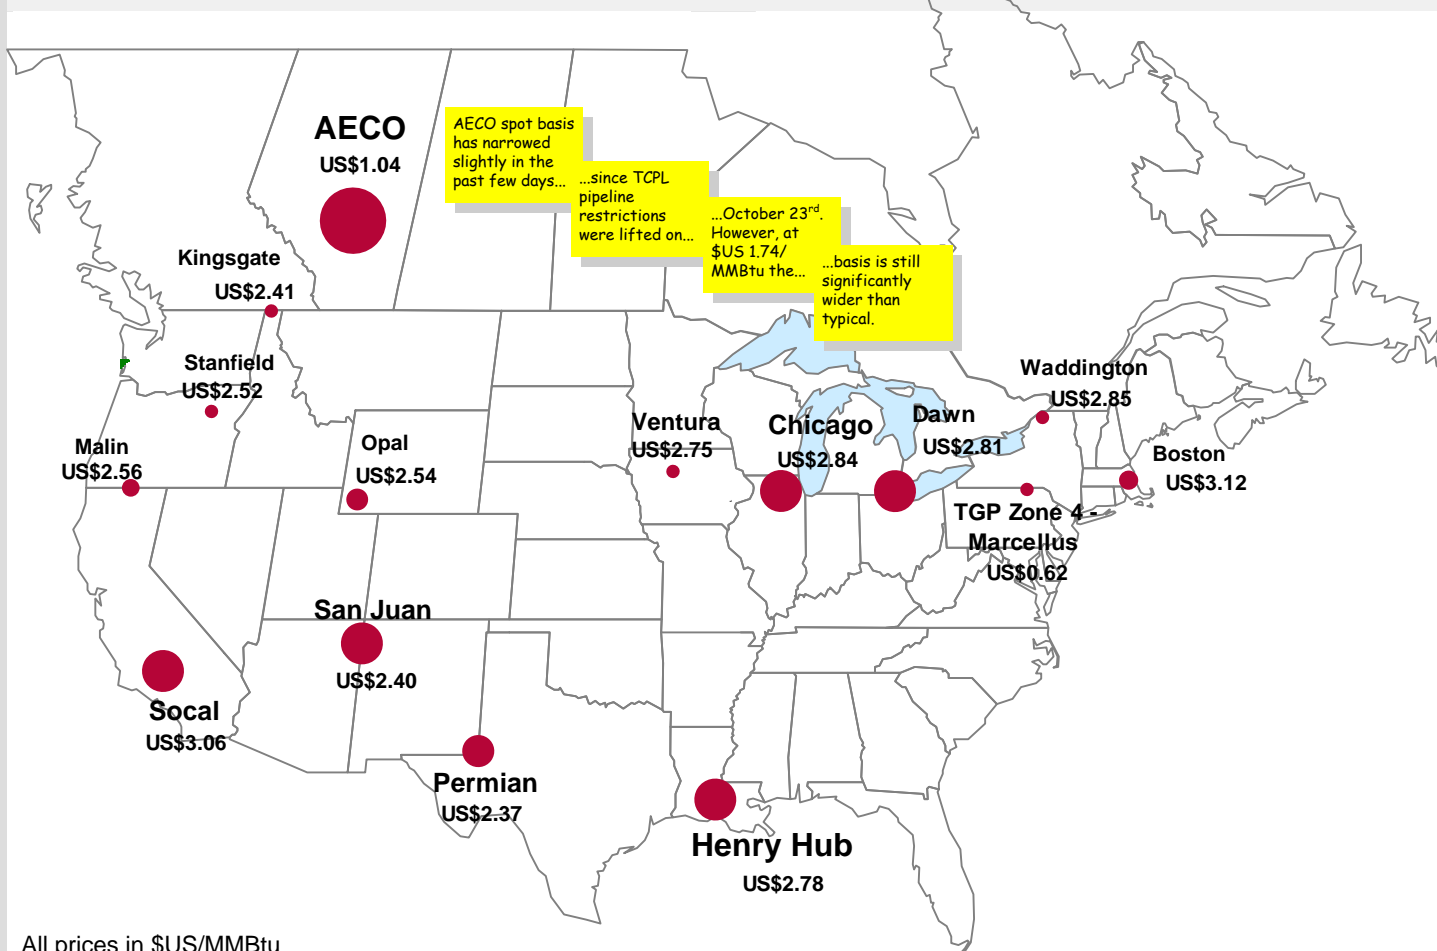 AECO
US$1.04
AECO spot basis
has narrowed
slightly in the
past few days...
...since TCPL
pipeline
restrictions
were lifted on...
...October 23rd.
However, at
$US 1.74/
MMBtu the...
...basis is still
significantly
wider than
typical.
Kingsgate
US$2.41
Stanfield
US$2.52
Malin
US$2.56
Opal
US$2.54
Ventura
US$2.75
Chicago
US$2.84
Dawn
US$2.81
Waddington
US$2.85
Boston
US$3.12
TGP Zone 4 -
Marcellus
US$0.62
San Juan
US$2.40
Socal
US$3.06
Permian
US$2.37
Henry Hub
US$2.78
All prices in $US/MMBtu